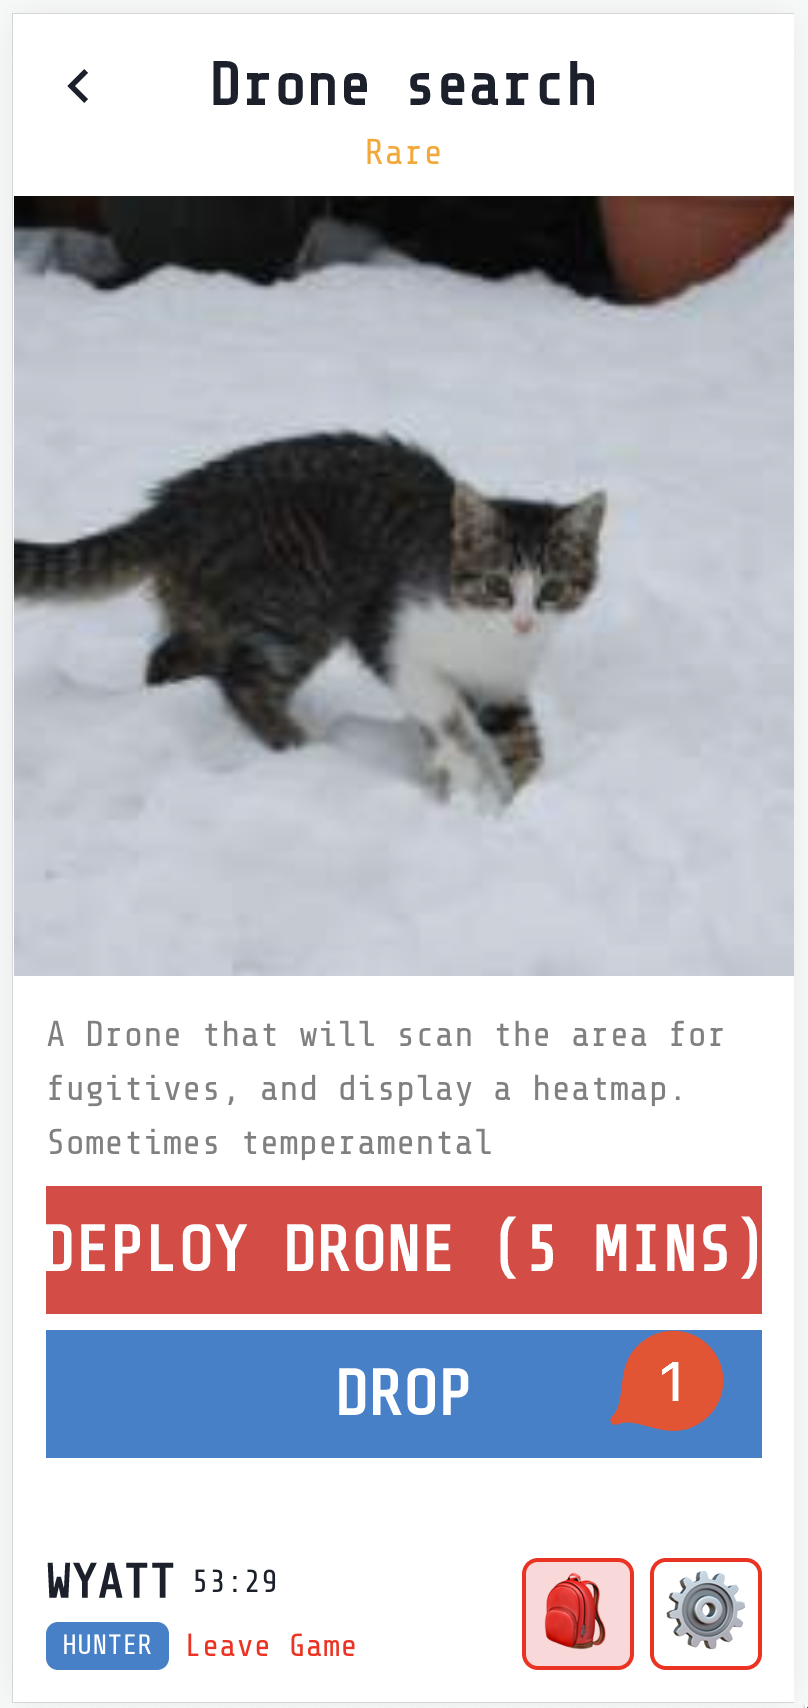 Drone search
Rare
A Drone that will scan the area for
fugitives, and display a heatmap.
Sometimes temperamental
DEPLOY DRONE (5 MINS)
DROP
1
WYATT 53:29
HUNTER Leave Game